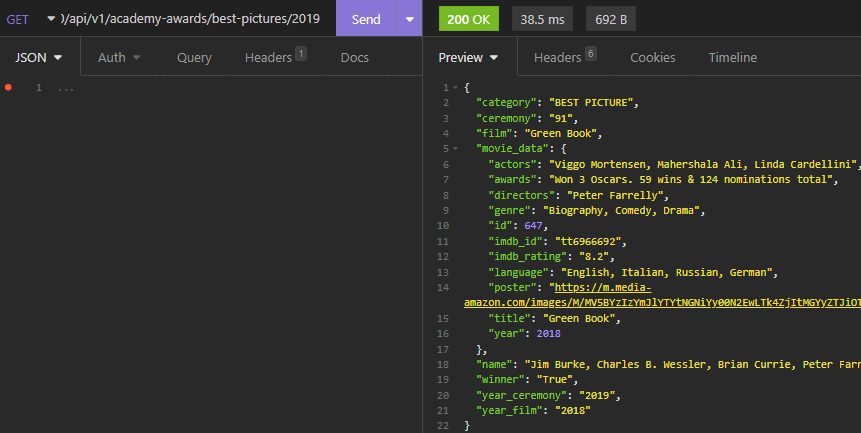 GET )/api/v1/academy-awards/best-pictures/2019 Send 200 OK 38.5 ms 692 B
JSON Auth Query Headers 1 Docs Preview Headers 6 Cookies Timeline
1 ...
1 {
2 "category": "BEST PICTURE",
3 "ceremony": "91",
4 "film": "Green Book",
5 "movie_data": {
6 "actors": "Viggo Mortensen, Mahershala Ali, Linda Cardellini",
7 "awards": "Won 3 Oscars. 59 wins & 124 nominations total",
8 "directors": "Peter Farrelly",
9 "genre": "Biography, Comedy, Drama",
10 "id": 647,
11 "imdb_id": "tt6966692",
12 "imdb_rating": "8.2",
13 "language": "English, Italian, Russian, German",
14 "poster": "https://m.media-
amazon.com/images/M/MV5BYzIzYmJlYTYtNGNiYy00N2EwLTk4ZjItMGYyZTJiOT
15 "title": "Green Book",
16 "year": 2018
17 },
18 "name": "Jim Burke, Charles B. Wessler, Brian Currie, Peter Farr
19 "winner": "True",
20 "year_ceremony": "2019",
21 "year_film": "2018"
22 }